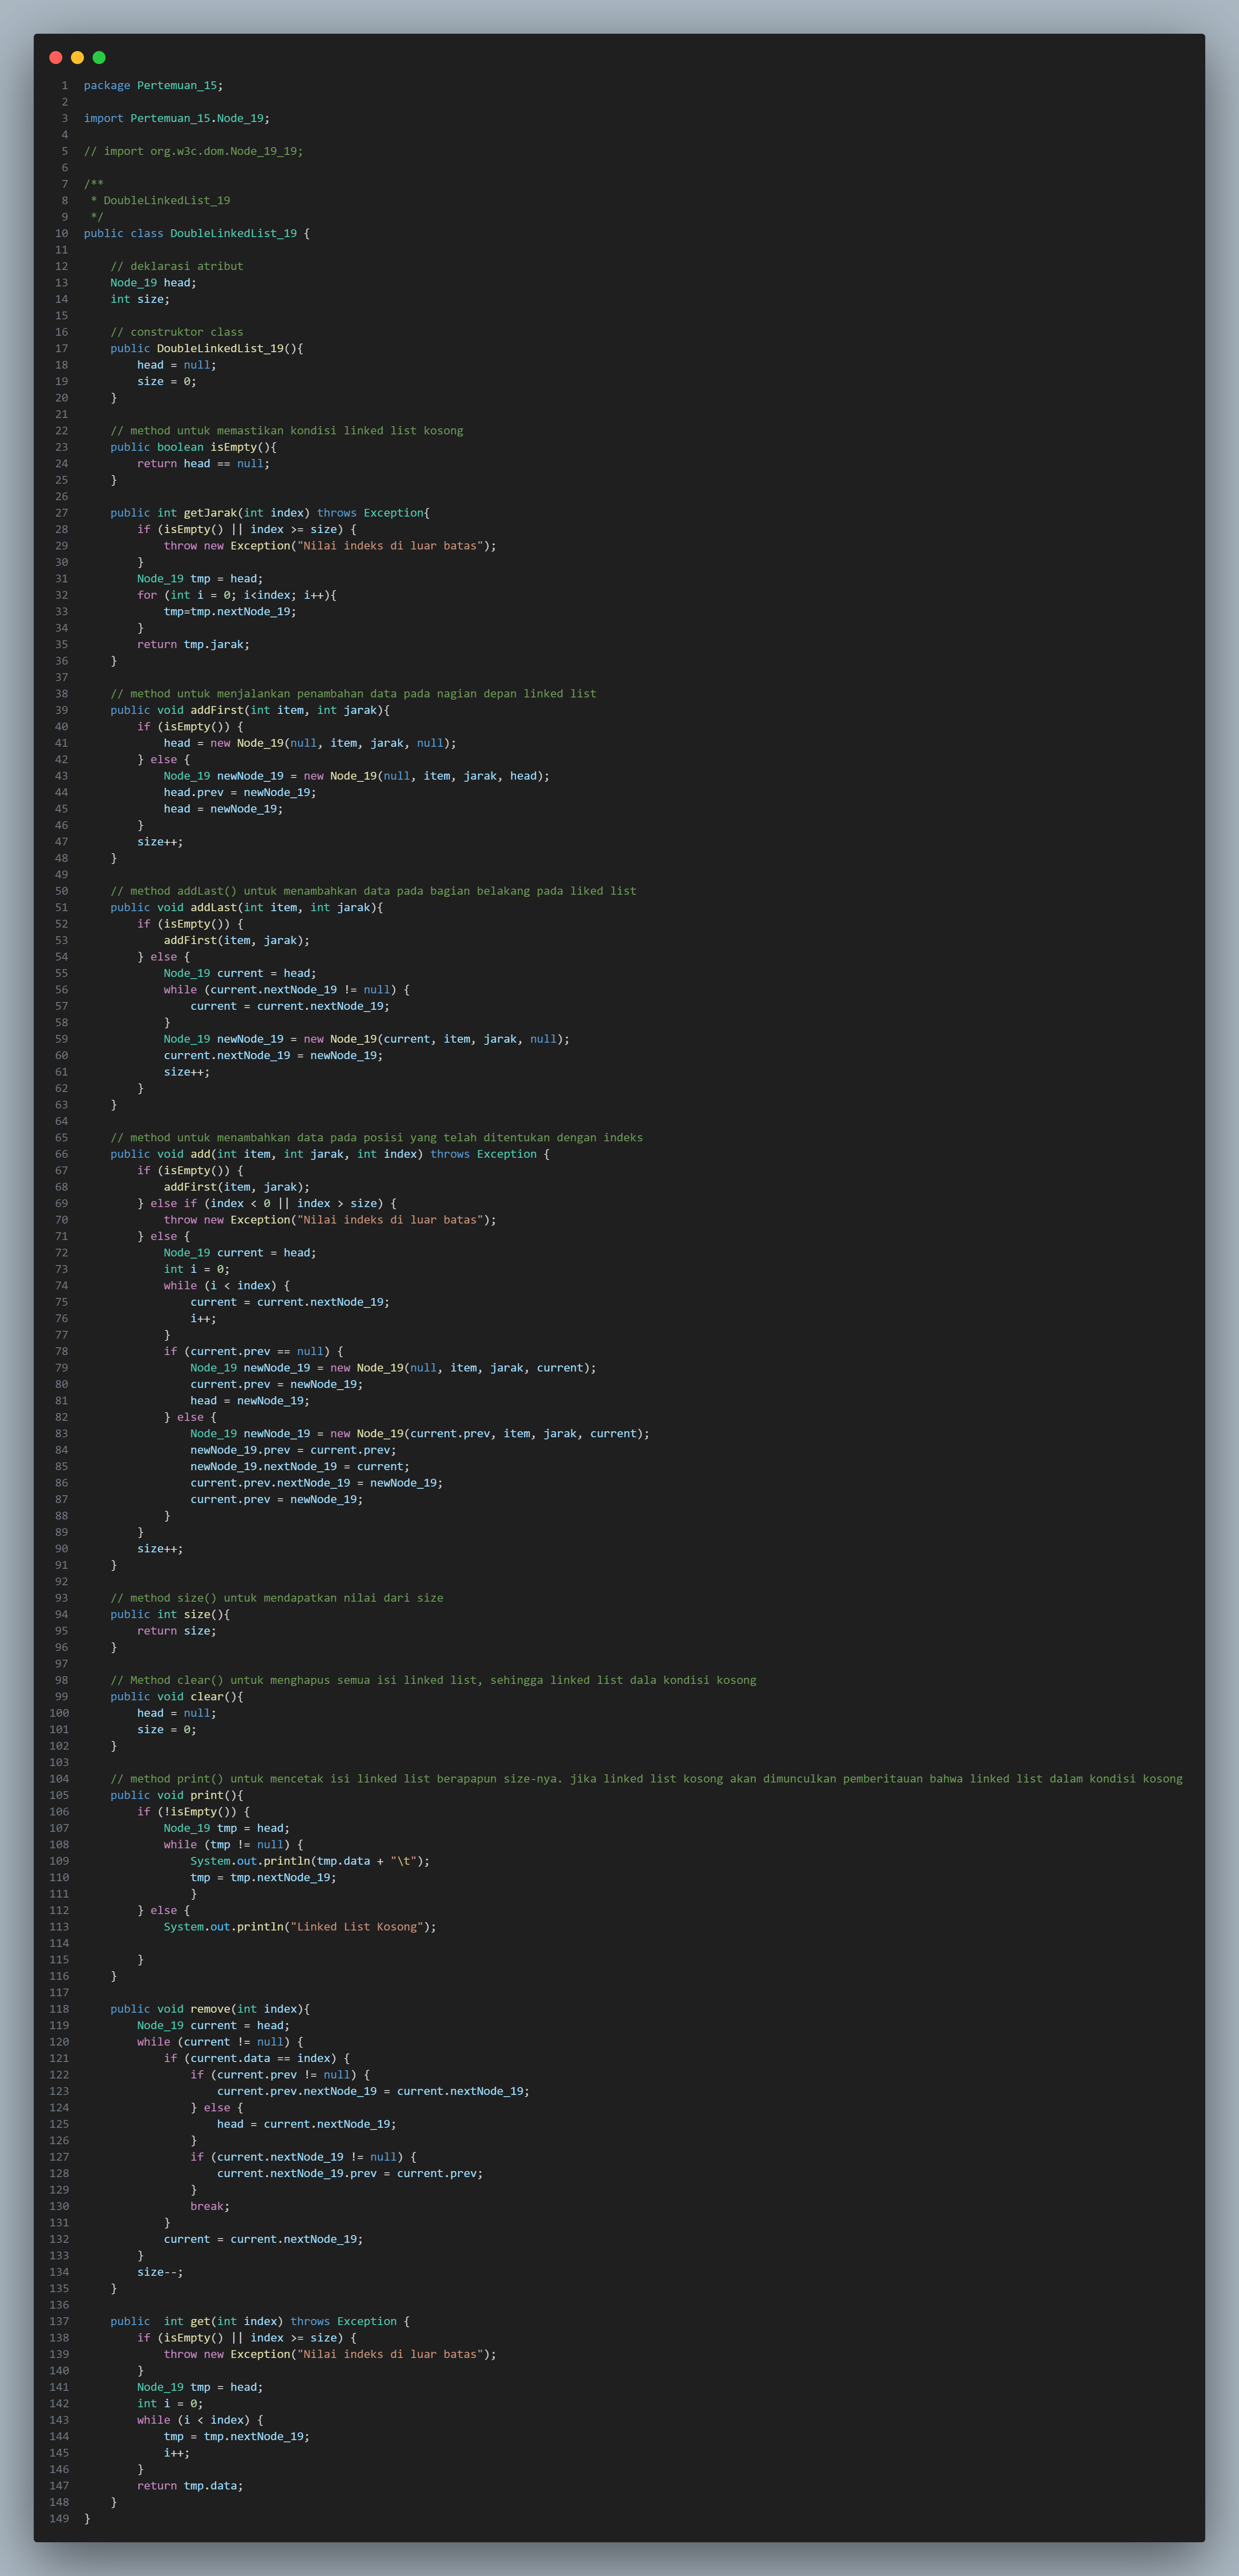 1 package Pertemuan_15;
2
3 import Pertemuan_15.Node_19;
4
5 // import org.w3c.dom.Node_19_19;
6
7 /**
8  * DoubleLinkedList_19
9  */
10 public class DoubleLinkedList_19 {
11
12     // deklarasi atribut
13     Node_19 head;
14     int size;
15
16     // construktor class
17     public DoubleLinkedList_19(){
18         head = null;
19         size = 0;
20     }
21
22     // method untuk memastikan kondisi linked list kosong
23     public boolean isEmpty(){
24         return head == null;
25     }
26
27     public int getJarak(int index) throws Exception{
28         if (isEmpty() || index >= size) {
29             throw new Exception("Nilai indeks di luar batas");
30         }
31         Node_19 tmp = head;
32         for (int i = 0; i<index; i++){
33             tmp=tmp.nextNode_19;
34         }
35         return tmp.jarak;
36     }
37
38     // method untuk menjalankan penambahan data pada nagian depan linked list
39     public void addFirst(int item, int jarak){
40         if (isEmpty()) {
41             head = new Node_19(null, item, jarak, null);
42         } else {
43             Node_19 newNode_19 = new Node_19(null, item, jarak, head);
44             head.prev = newNode_19;
45             head = newNode_19;
46         }
47         size++;
48     }
49
50     // method addLast() untuk menambahkan data pada bagian belakang pada liked list
51     public void addLast(int item, int jarak){
52         if (isEmpty()) {
53             addFirst(item, jarak);
54         } else {
55             Node_19 current = head;
56             while (current.nextNode_19 != null) {
57                 current = current.nextNode_19;
58             }
59             Node_19 newNode_19 = new Node_19(current, item, jarak, null);
60             current.nextNode_19 = newNode_19;
61             size++;
62         }
63     }
64
65     // method untuk menambahkan data pada posisi yang telah ditentukan dengan indeks
66     public void add(int item, int jarak, int index) throws Exception {
67         if (isEmpty()) {
68             addFirst(item, jarak);
69         } else if (index < 0 || index > size) {
70             throw new Exception("Nilai indeks di luar batas");
71         } else {
72             Node_19 current = head;
73             int i = 0;
74             while (i < index) {
75                 current = current.nextNode_19;
76                 i++;
77             }
78             if (current.prev == null) {
79                 Node_19 newNode_19 = new Node_19(null, item, jarak, current);
80                 current.prev = newNode_19;
81                 head = newNode_19;
82             } else {
83                 Node_19 newNode_19 = new Node_19(current.prev, item, jarak, current);
84                 newNode_19.prev = current.prev;
85                 newNode_19.nextNode_19 = current;
86                 current.prev.nextNode_19 = newNode_19;
87                 current.prev = newNode_19;
88             }
89         }
90         size++;
91     }
92
93     // method size() untuk mendapatkan nilai dari size
94     public int size(){
95         return size;
96     }
97
98     // Method clear() untuk menghapus semua isi linked list, sehingga linked list dala kondisi kosong
99     public void clear(){
100         head = null;
101         size = 0;
102     }
103
104     // method print() untuk mencetak isi linked list berapapun size-nya. jika linked list kosong akan dimunculkan pemberitauan bahwa linked list dalam kondisi kosong
105     public void print(){
106         if (!isEmpty()) {
107             Node_19 tmp = head;
108             while (tmp != null) {
109                 System.out.println(tmp.data + "\t");
110                 tmp = tmp.nextNode_19;
111                 }
112         } else {
113             System.out.println("Linked List Kosong");
114
115         }
116     }
117
118     public void remove(int index){
119         Node_19 current = head;
120         while (current != null) {
121             if (current.data == index) {
122                 if (current.prev != null) {
123                     current.prev.nextNode_19 = current.nextNode_19;
124                 } else {
125                     head = current.nextNode_19;
126                 }
127                 if (current.nextNode_19 != null) {
128                     current.nextNode_19.prev = current.prev;
129                 }
130                 break;
131             }
132             current = current.nextNode_19;
133         }
134         size--;
135     }
136
137     public  int get(int index) throws Exception {
138         if (isEmpty() || index >= size) {
139             throw new Exception("Nilai indeks di luar batas");
140         }
141         Node_19 tmp = head;
142         int i = 0;
143         while (i < index) {
144             tmp = tmp.nextNode_19;
145             i++;
146         }
147         return tmp.data;
148     }
149 }